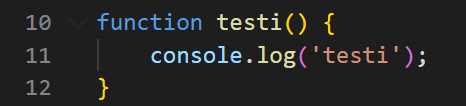 10 function testi() {
11     console.log('testi');
12 }